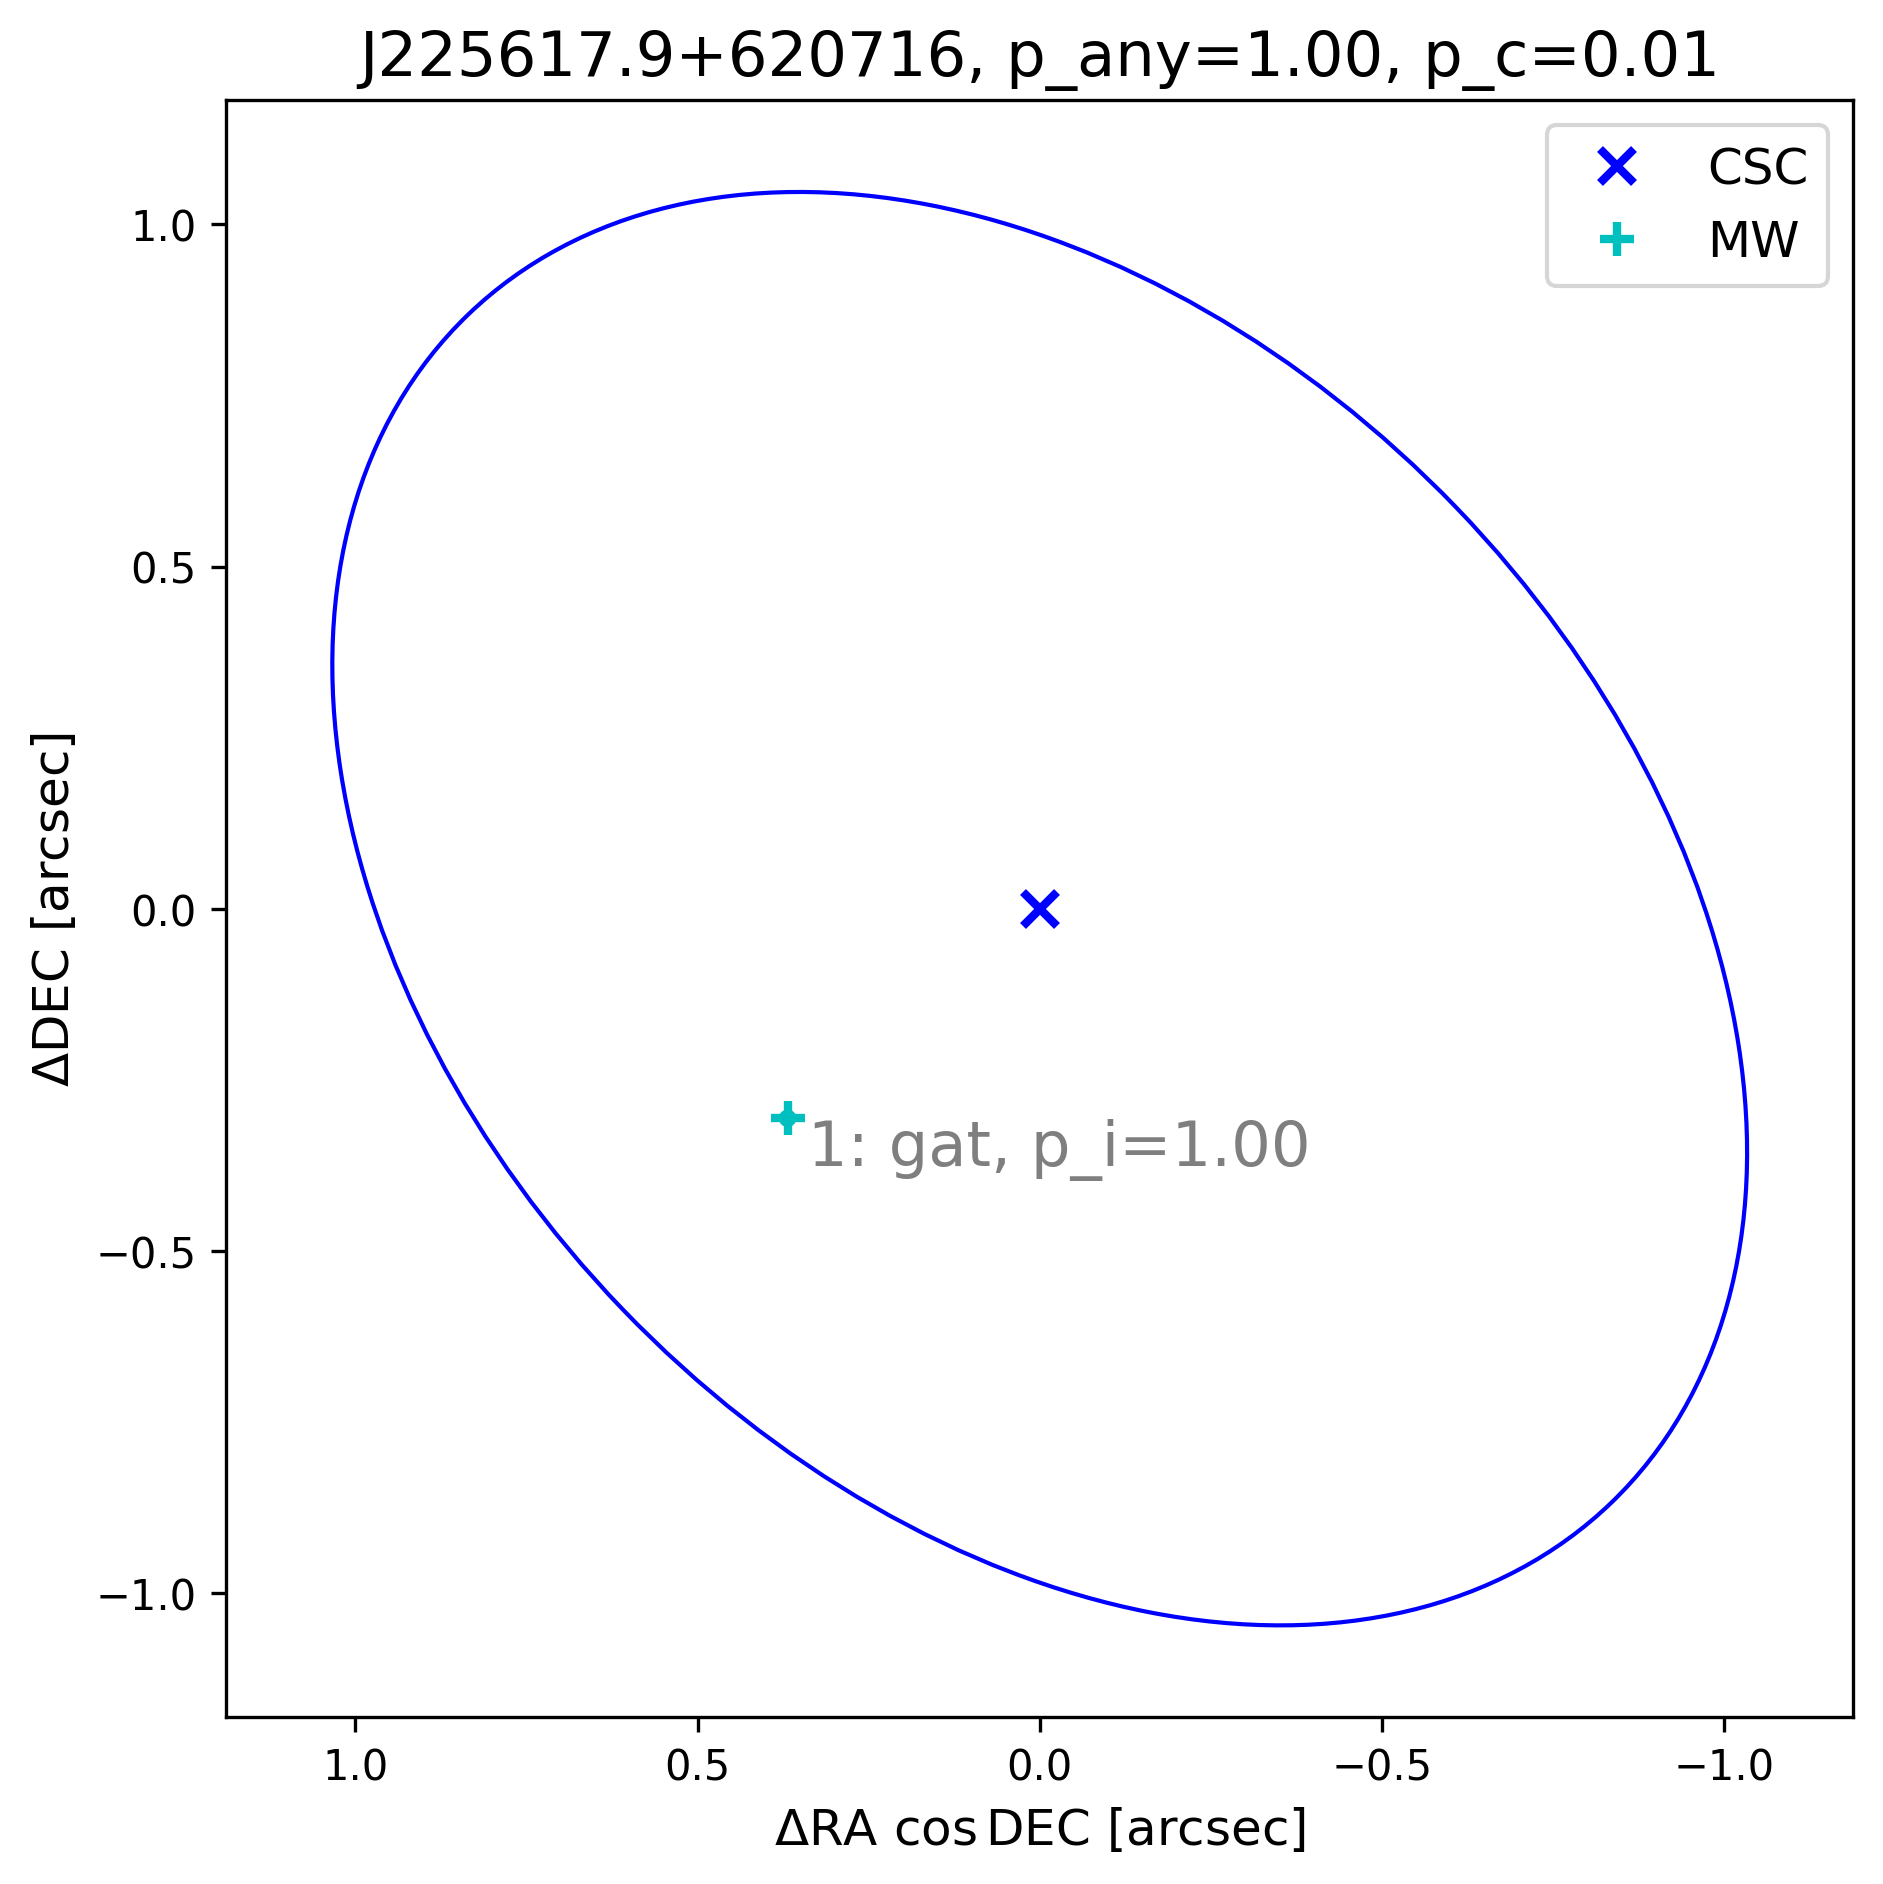 J225617.9+620716, p_any=1.00, p_c=0.01
CSC
MW
1.0
0.5
0.0
−0.5
−1.0
ΔDEC [arcsec]
1: gat, p_i=1.00
1.0
0.5
0.0
−0.5
−1.0
ΔRA cos DEC [arcsec]